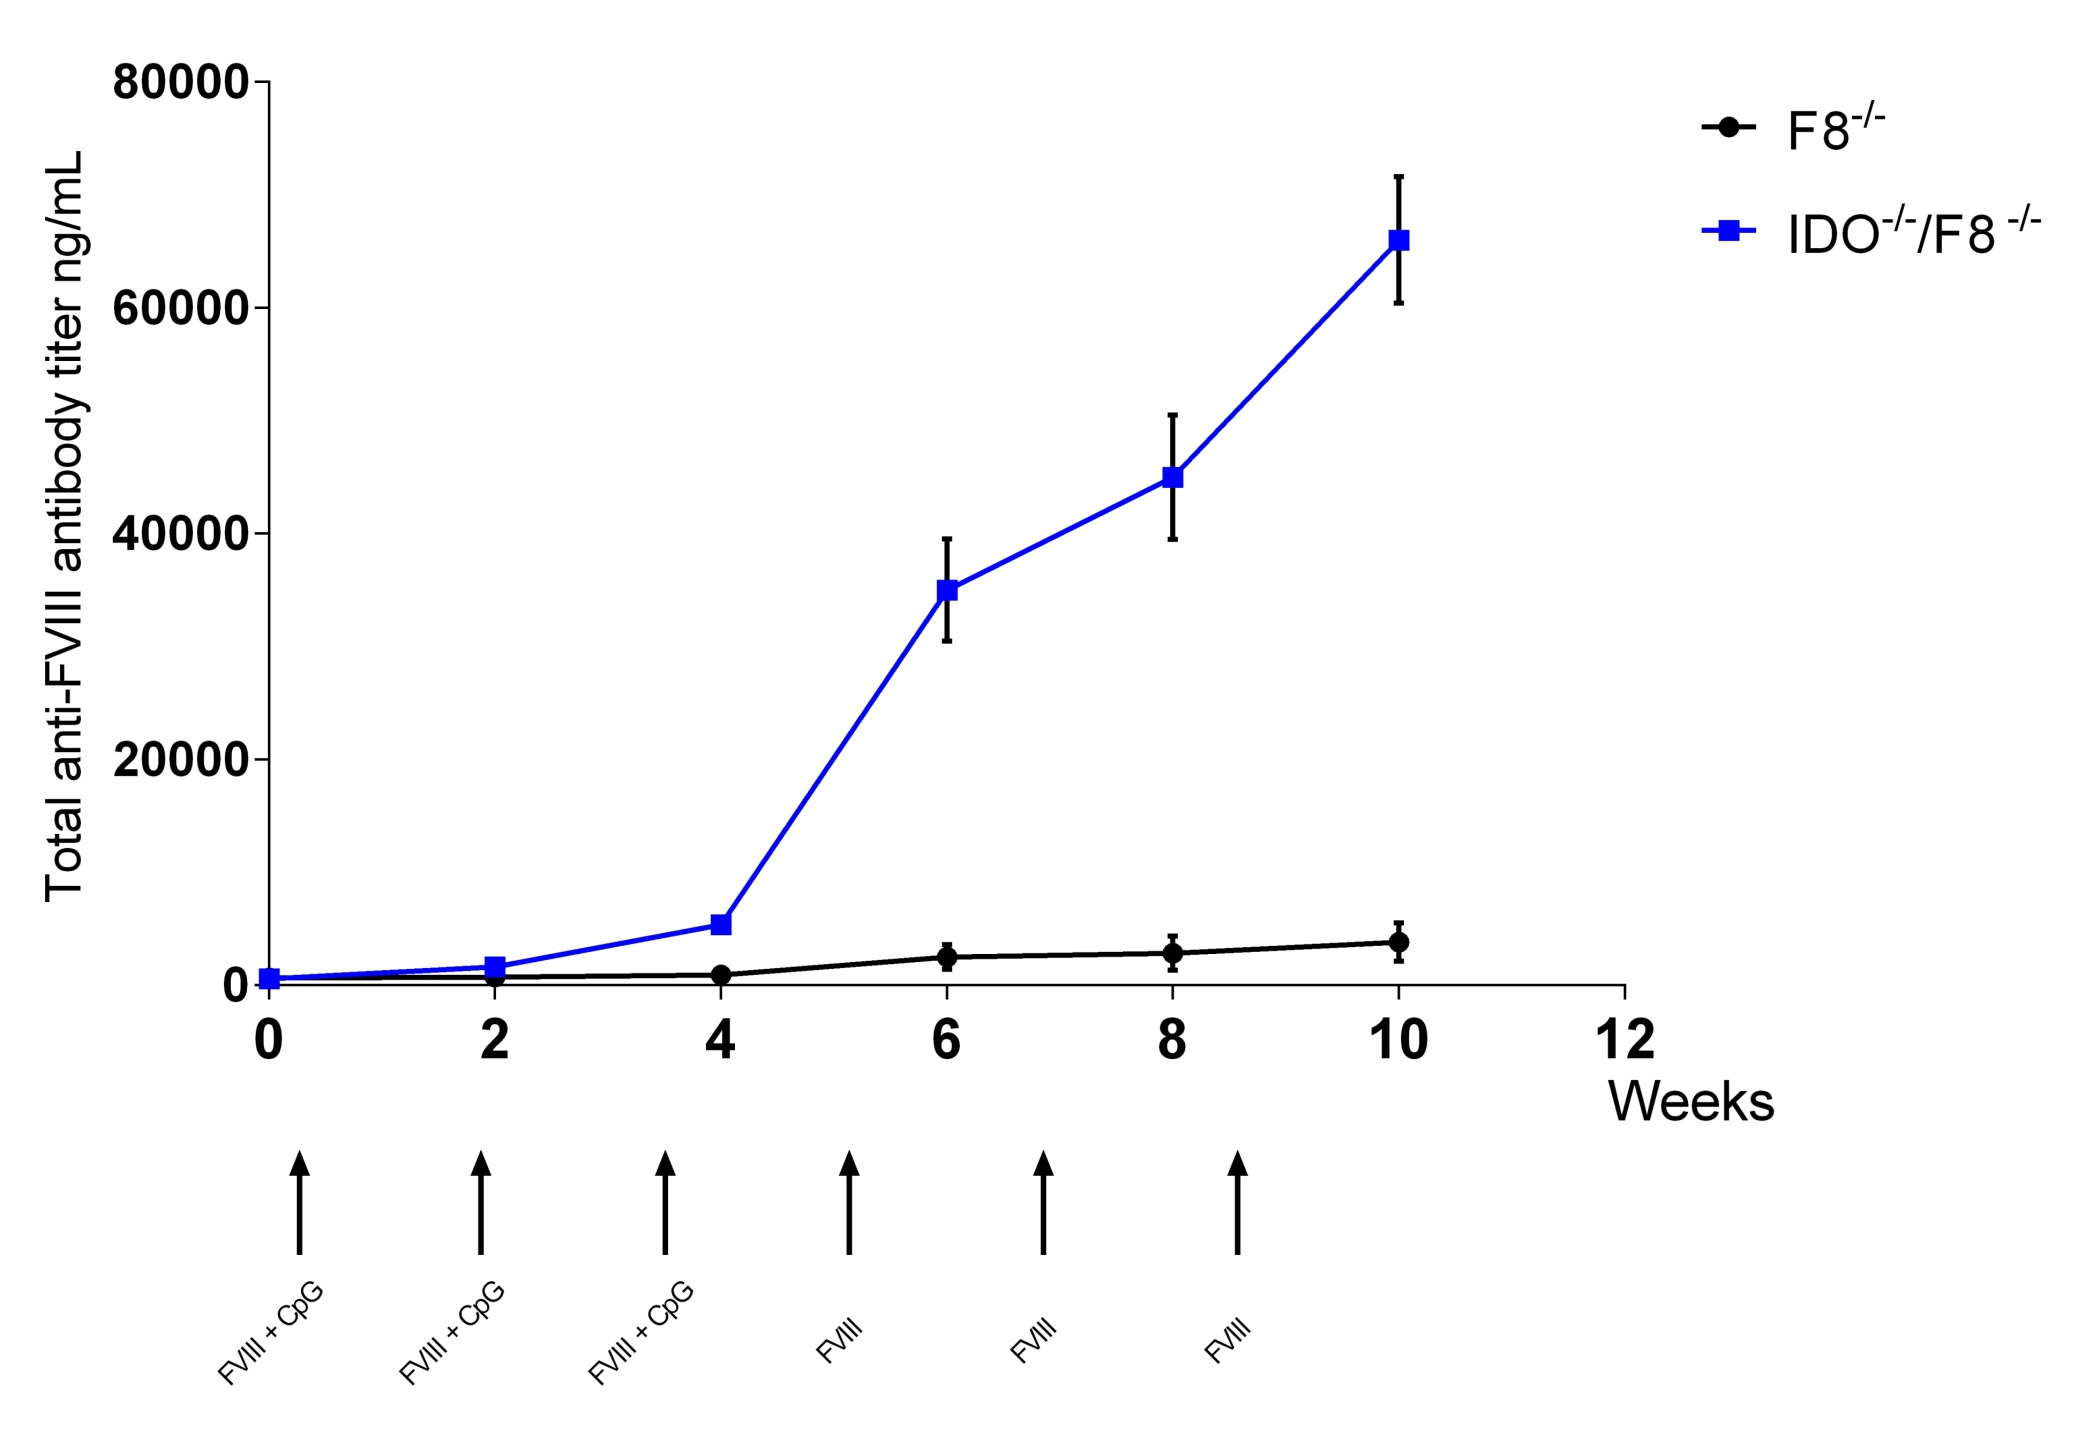 Total anti-FVIII antibody titer ng/mL
80000
60000
40000
20000
0
0 2 4 6 8 10 12
Weeks
F8-/-
IDO-/-/F8 -/-
FVIII + CpG
FVIII + CpG
FVIII + CpG
FVIII
FVIII
FVIII